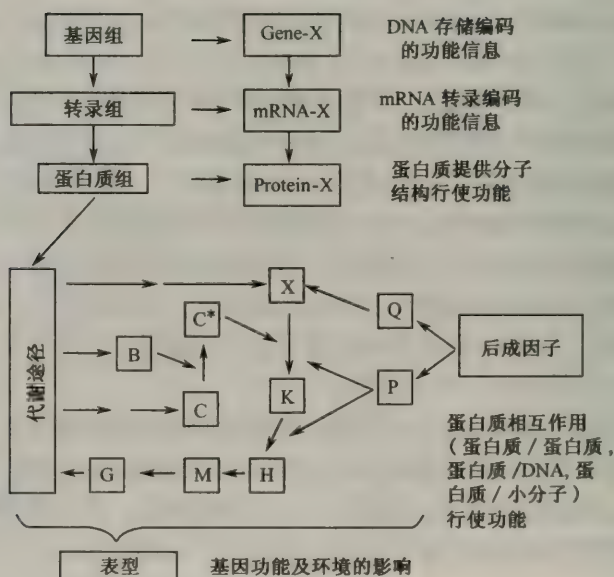 基因组
Gene-X
DNA 存储编码
的功能信息
转录组
mRNA-X
mRNA 转录编码
的功能信息
蛋白质组
Protein-X
蛋白质提供分子
结构行使功能
代谢途径
X
C*
Q
B
后成因子
C
K
P
G
M
H
蛋白质相互作用
（蛋白质 / 蛋白质，
蛋白质 /DNA, 蛋
白质 / 小分子）
行使功能
表型
基因功能及环境的影响